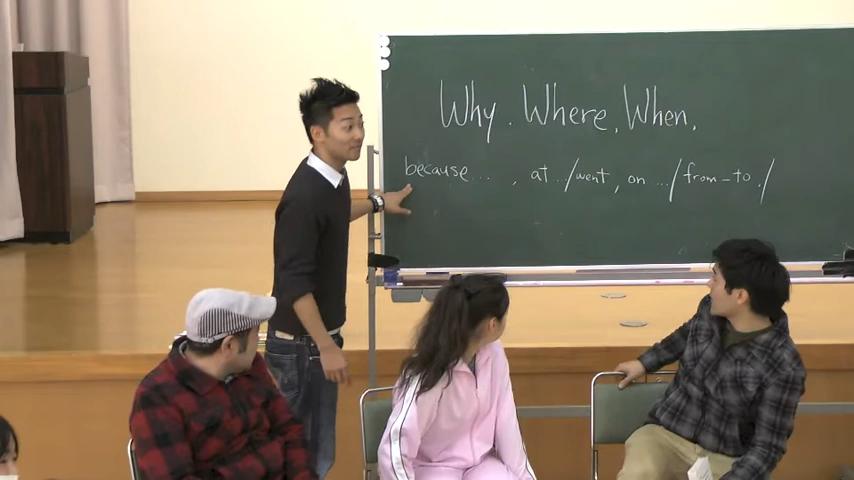 Why. Where, When.
because... , at.../went, on .../from-to./